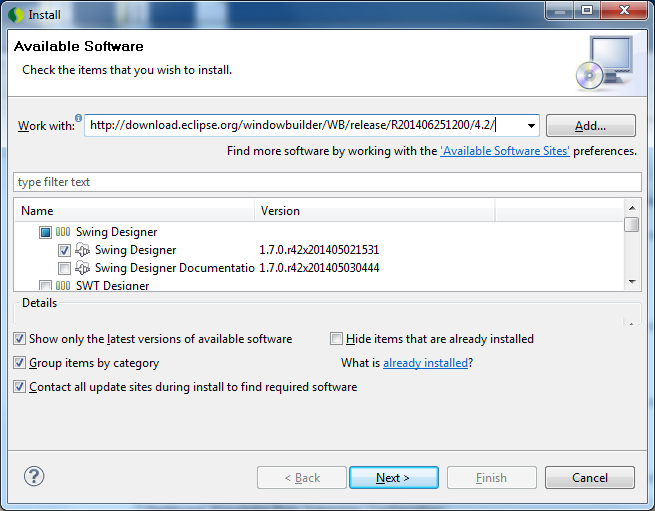 Install
Available Software
Check the items that you wish to install.
Work with: http://download.eclipse.org/windowbuilder/WB/release/R201406251200/4.2/ Add...
Find more software by working with the 'Available Software Sites' preferences.
type filter text
Name Version
Swing Designer
Swing Designer 1.7.0.r42x201405021531
Swing Designer Documentatio 1.7.0.r42x201405030444
SWT Designer
Details
Show only the latest versions of available software Hide items that are already installed
Group items by category What is already installed?
Contact all update sites during install to find required software
? < Back Next > Finish Cancel